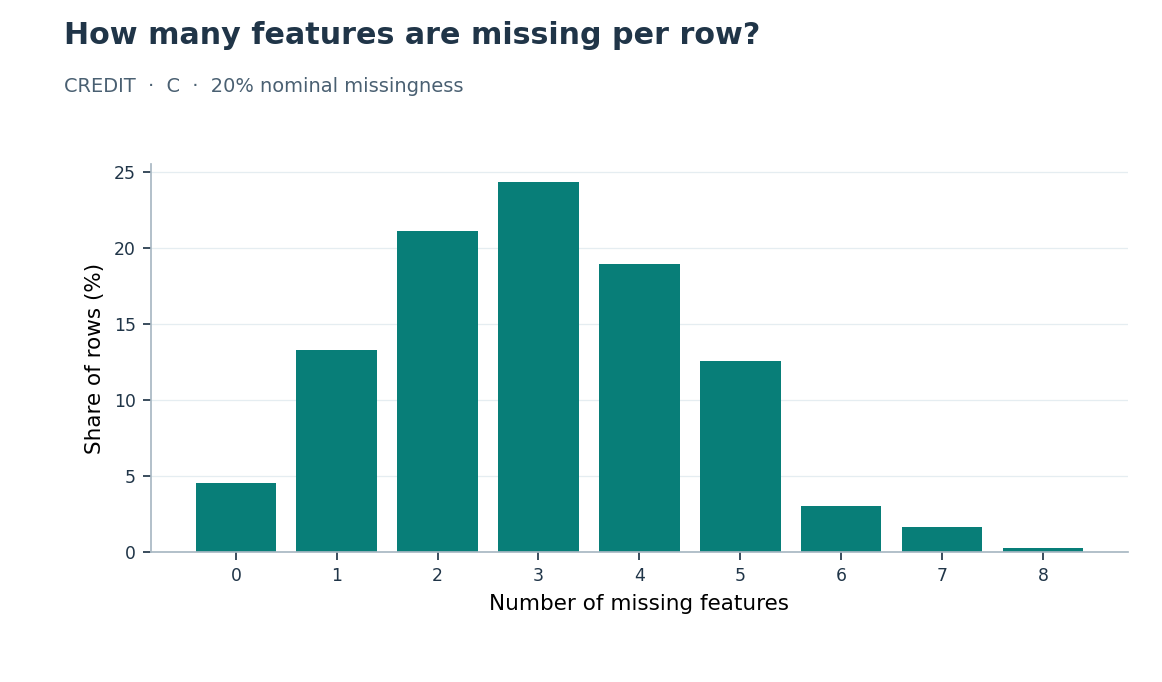 How many features are missing per row?
CREDIT · C · 20% nominal missingness
25
20
15
10
5
0
Share of rows (%)
0 1 2 3 4 5 6 7 8
Number of missing features